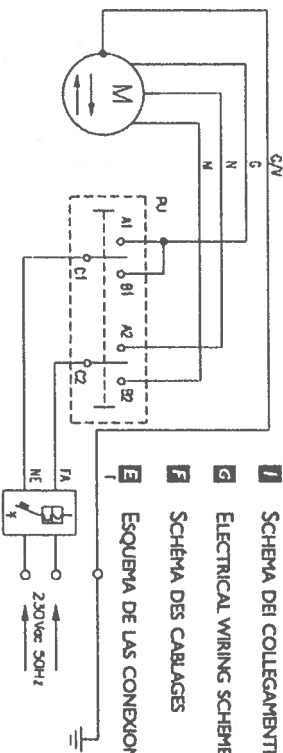 I SCHEMA DEI COLLEGAMENTI
G ELECTRICAL WIRING SCHEME
F SCHÉMA DES CABLAGES
E ESQUEMA DE LAS CONEXION
G/V
G
N
M
M
PU
A1
B1
A2
B2
C1
C2
FA
NE
*
230Vac 50Hz